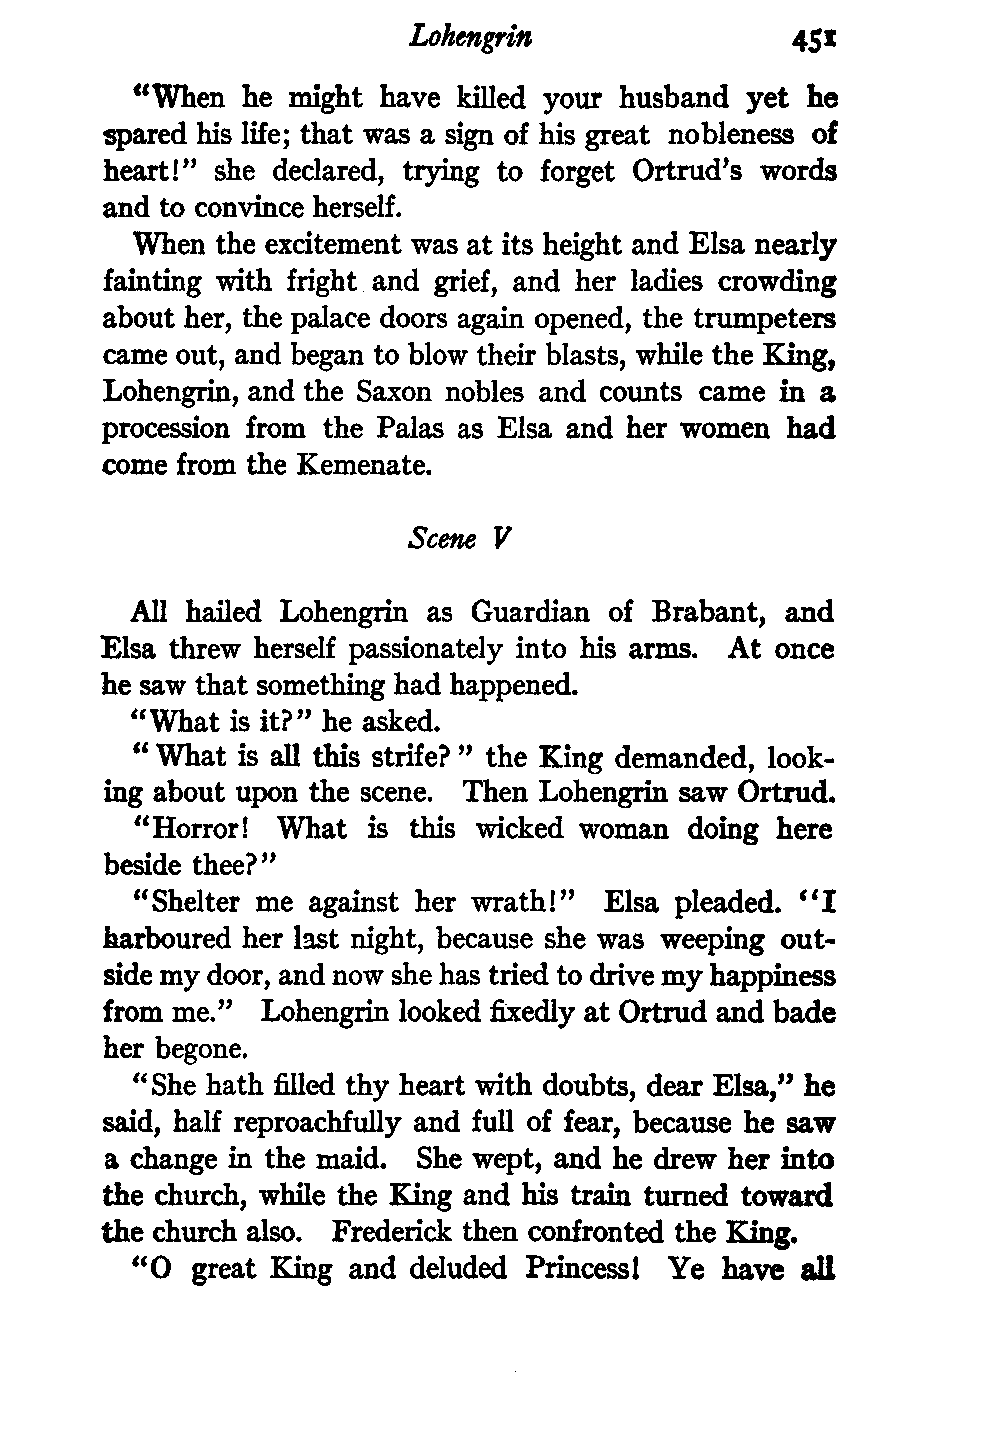 Lohengrin 451
"When he might have killed your husband yet he
spared his life; that was a sign of his great nobleness of
heart!" she declared, trying to forget Ortrud's words
and to convince herself.
When the excitement was at its height and Elsa nearly
fainting with fright and grief, and her ladies crowding
about her, the palace doors again opened, the trumpeters
came out, and began to blow their blasts, while the King,
Lohengrin, and the Saxon nobles and counts came in a
procession from the Palas as Elsa and her women had
come from the Kemenate.
Scene V
All hailed Lohengrin as Guardian of Brabant, and
Elsa threw herself passionately into his arms. At once
he saw that something had happened.
"What is it?" he asked.
"What is all this strife?" the King demanded, look-
ing about upon the scene. Then Lohengrin saw Ortrud.
"Horror! What is this wicked woman doing here
beside thee?"
"Shelter me against her wrath!" Elsa pleaded. "I
harboured her last night, because she was weeping out-
side my door, and now she has tried to drive my happiness
from me." Lohengrin looked fixedly at Ortrud and bade
her begone.
"She hath filled thy heart with doubts, dear Elsa," he
said, half reproachfully and full of fear, because he saw
a change in the maid. She wept, and he drew her into
the church, while the King and his train turned toward
the church also. Frederick then confronted the King.
"O great King and deluded Princess! Ye have all